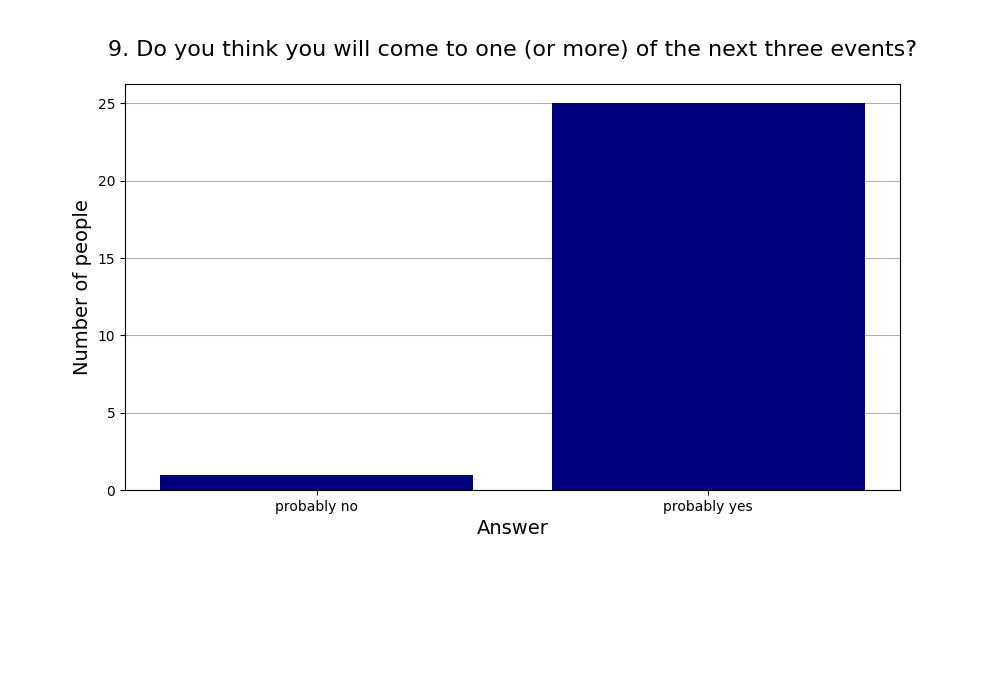 9. Do you think you will come to one (or more) of the next three events?
Number of people
25
20
15
10
5
0
probably no
probably yes
Answer